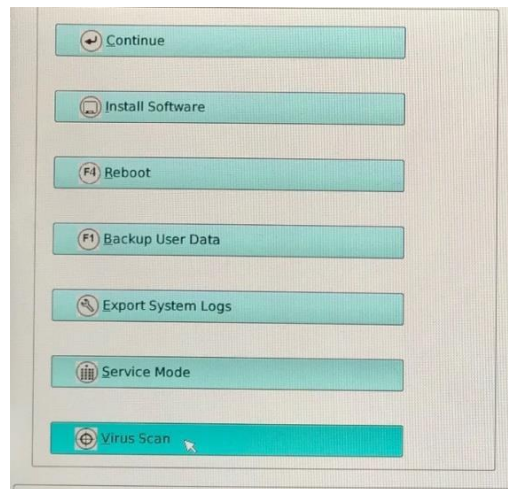 Continue
Install Software
F4 Reboot
F1 Backup User Data
Export System Logs
Service Mode
Virus Scan